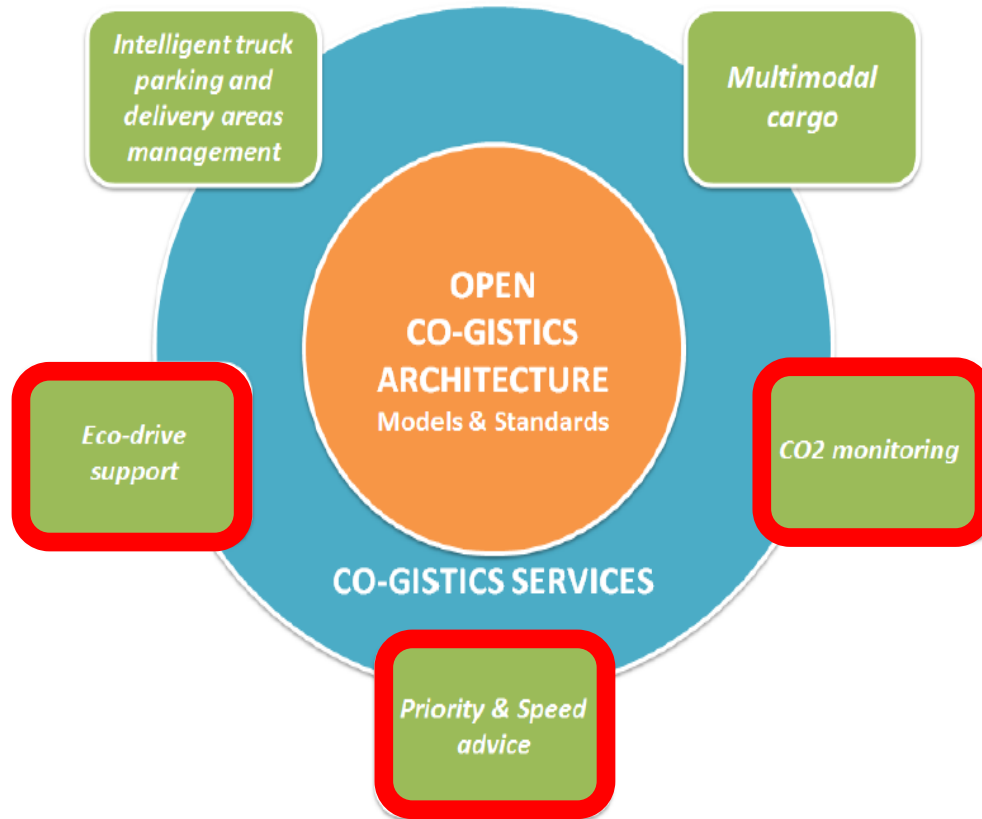 Intelligent truck
parking and
delivery areas
management
Multimodal
cargo
OPEN
CO-GISTICS
ARCHITECTURE
Models & Standards
Eco-drive
support
CO2 monitoring
CO-GISTICS SERVICES
Priority & Speed
advice